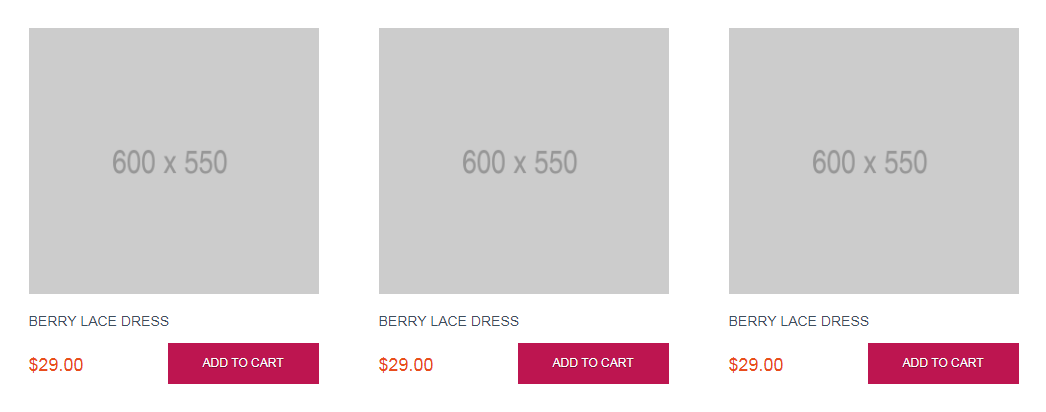 600 x 550
600 x 550
600 x 550
BERRY LACE DRESS
BERRY LACE DRESS
BERRY LACE DRESS
$29.00
ADD TO CART
$29.00
ADD TO CART
$29.00
ADD TO CART